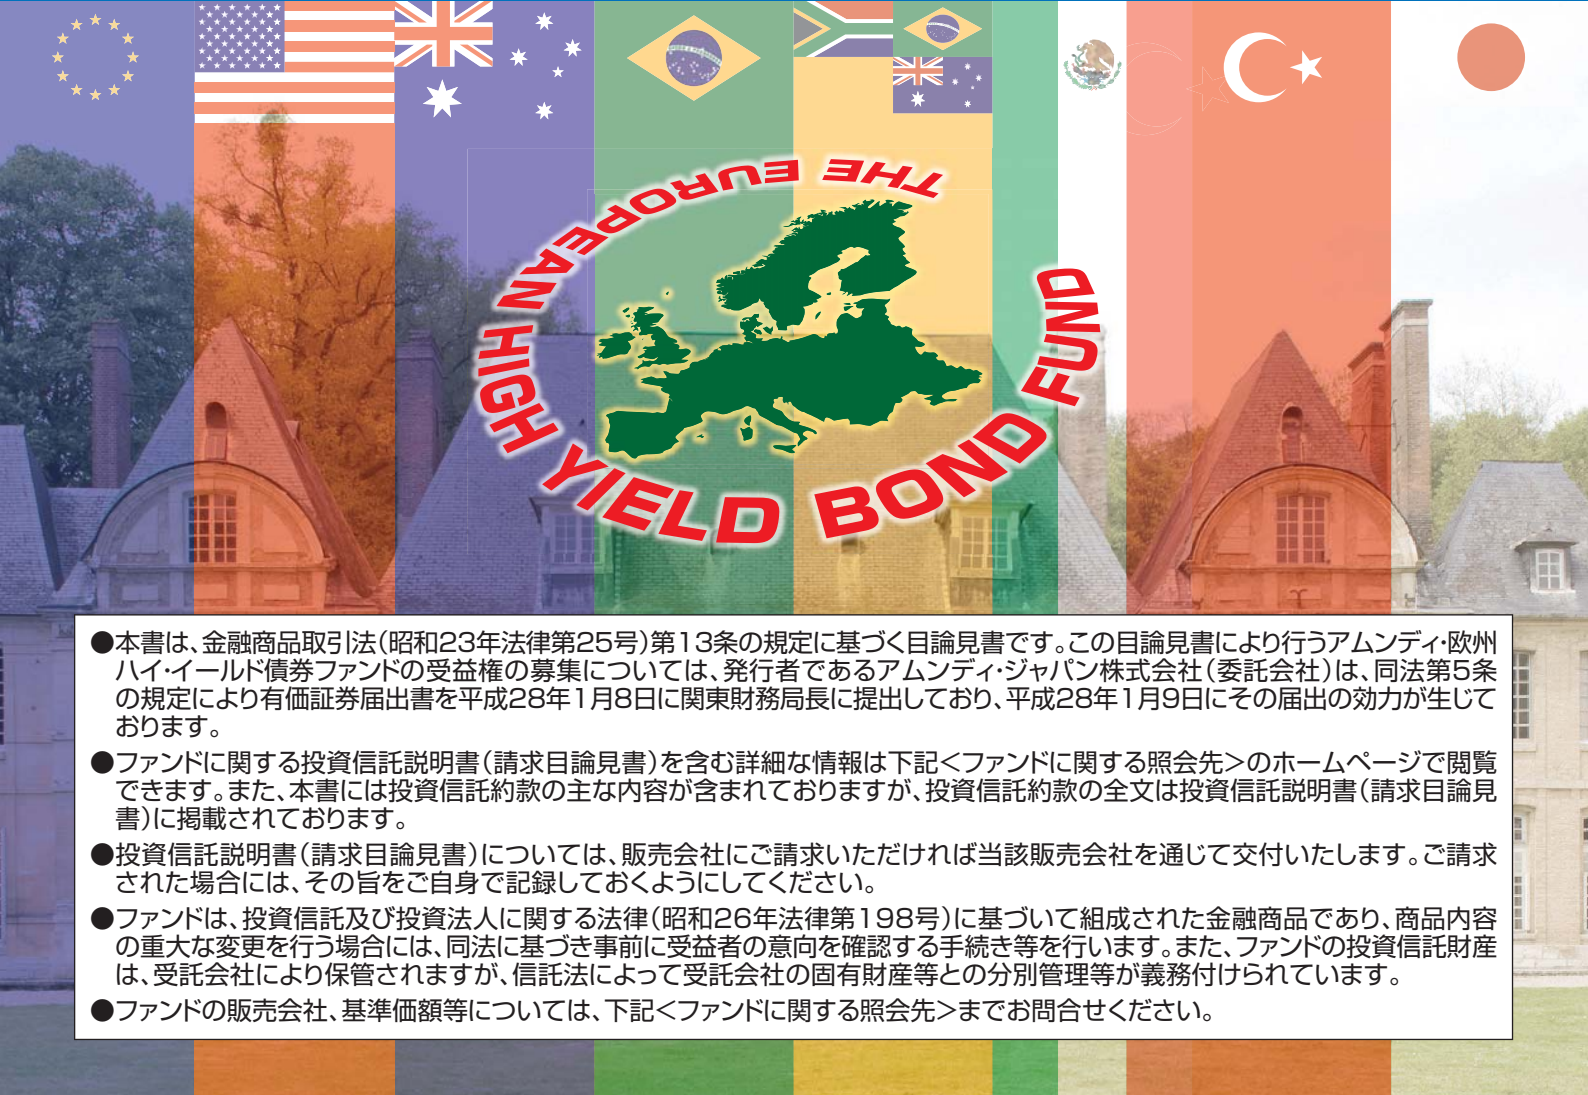 THE EUROPEAN HIGH YIELD BOND FUND
●本書は、金融商品取引法(昭和23年法律第25号)第13条の規定に基づく目論見書です。この目論見書により行うアムンディ・欧州
ハイ・イールド債券ファンドの受益権の募集については、発行者であるアムンディ・ジャパン株式会社(委託会社)は、同法第5条
の規定により有価証券届出書を平成28年1月8日に関東財務局長に提出しており、平成28年1月9日にその届出の効力が生じて
おります。
●ファンドに関する投資信託説明書(請求目論見書)を含む詳細な情報は下記<ファンドに関する照会先>のホームページで閲覧
できます。また、本書には投資信託約款の主な内容が含まれておりますが、投資信託約款の全文は投資信託説明書(請求目論見
書)に掲載されております。
●投資信託説明書(請求目論見書)については、販売会社にご請求いただければ当該販売会社を通じて交付いたします。ご請求
された場合には、その旨をご自身で記録しておくようにしてください。
●ファンドは、投資信託及び投資法人に関する法律(昭和26年法律第198号)に基づいて組成された金融商品であり、商品内容
の重大な変更を行う場合には、同法に基づき事前に受益者の意向を確認する手続き等を行います。また、ファンドの投資信託財産
は、受託会社により保管されますが、信託法によって受託会社の固有財産等との分別管理等が義務付けられています。
●ファンドの販売会社、基準価額等については、下記<ファンドに関する照会先>までお問合せください。